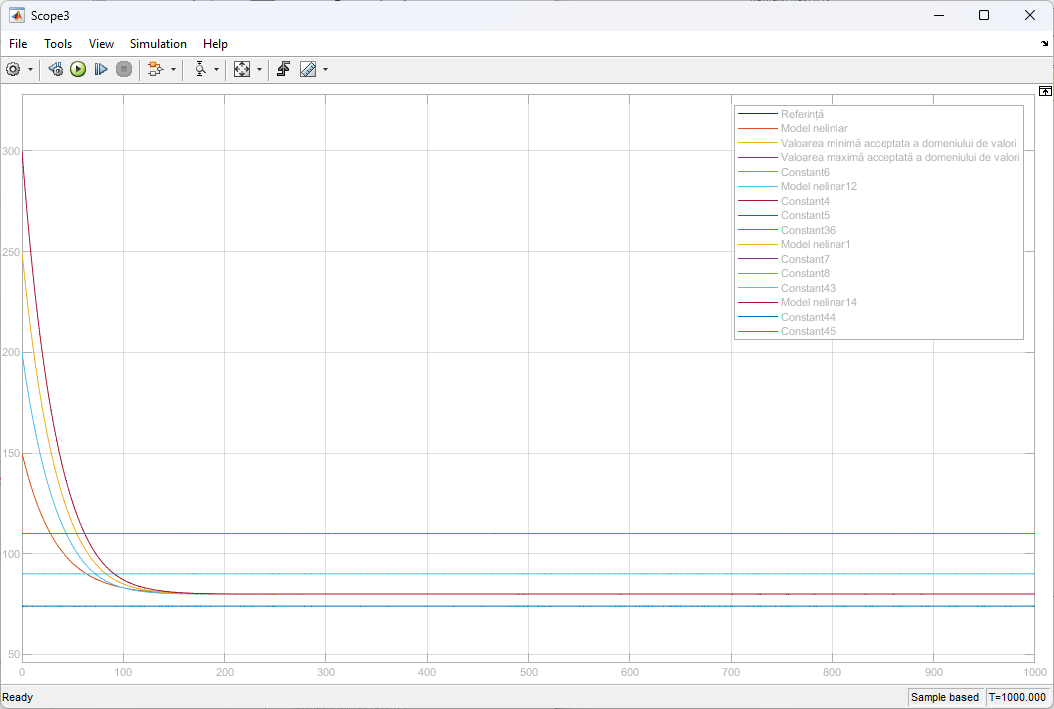 Scope3
File Tools View Simulation Help
Referință
Model neliniar
Valoarea minimă acceptata a domeniului de valori
Valoarea maximă acceptată a domeniului de valori
Constant6
Model nelinar12
Constant4
Constant5
Constant36
Model nelinar1
Constant7
Constant8
Constant43
Model nelinar14
Constant44
Constant45
300
250
200
150
100
50
0 100 200 300 400 500 600 700 800 900 1000
Ready Sample based T=1000.000